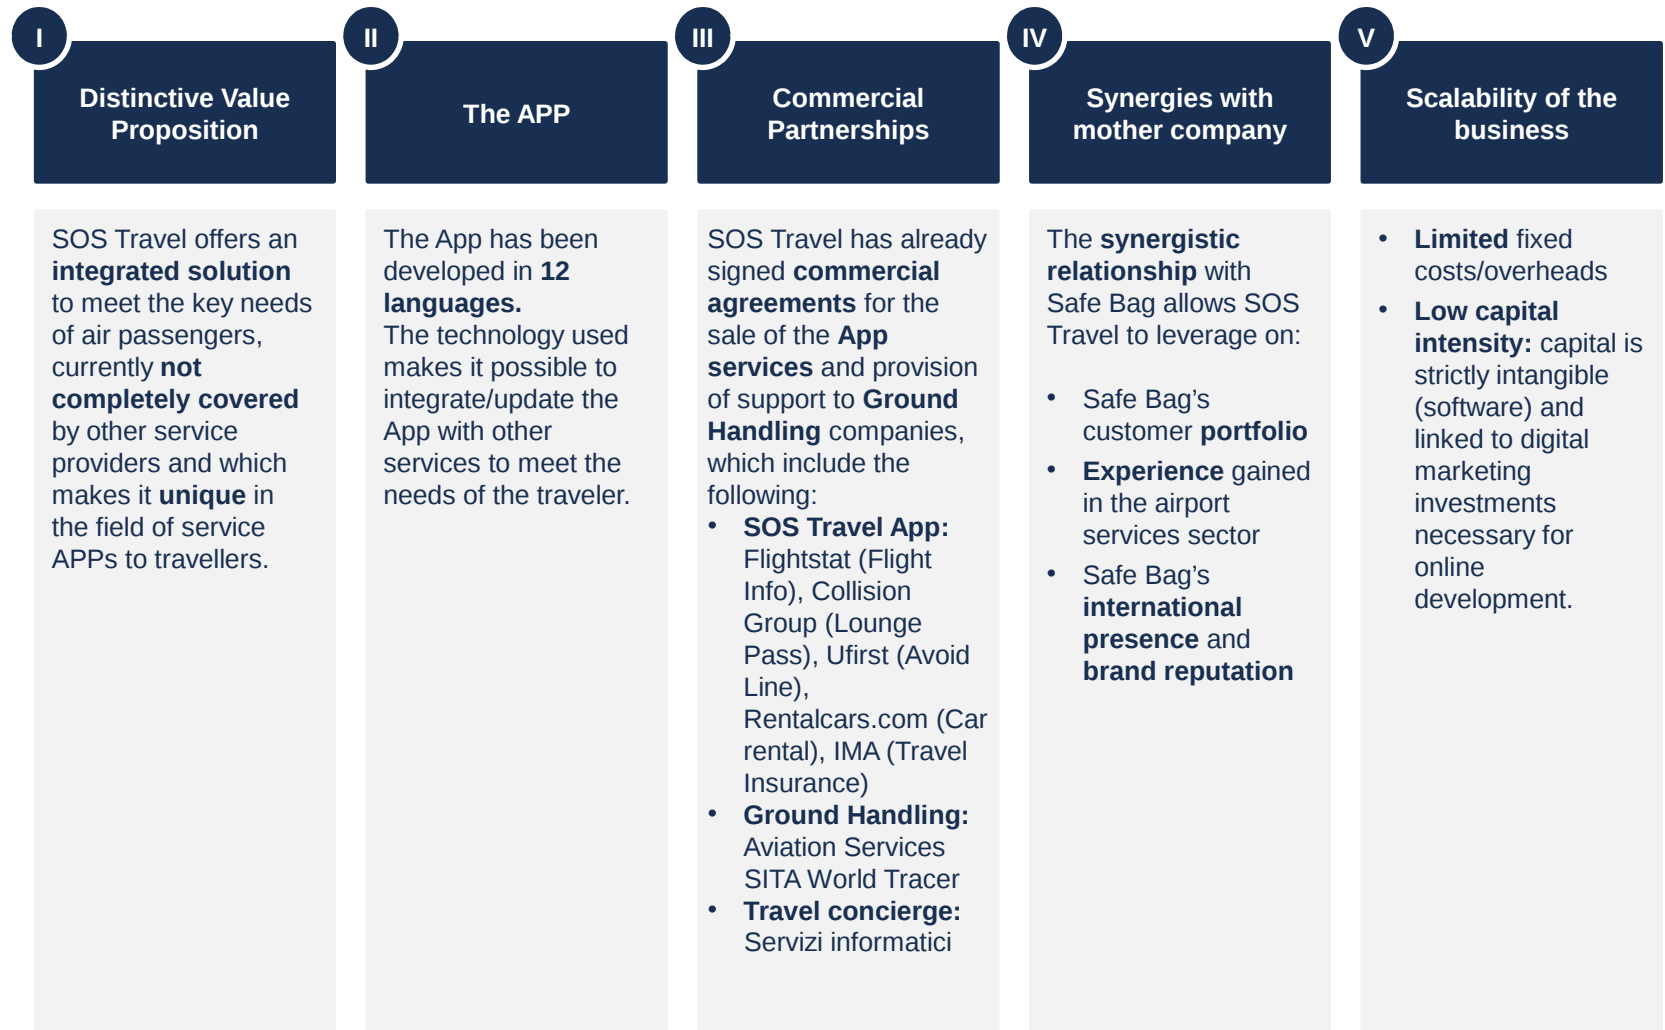 I
Distinctive Value
Proposition
SOS Travel offers an
integrated solution
to meet the key needs
of air passengers,
currently not
completely covered
by other service
providers and which
makes it unique in
the field of service
APPs to travellers.
II
The APP
The App has been
developed in 12
languages.
The technology used
makes it possible to
integrate/update the
App with other
services to meet the
needs of the traveler.
III
Commercial
Partnerships
SOS Travel has already
signed commercial
agreements for the
sale of the App
services and provision
of support to Ground
Handling companies,
which include the
following:
• SOS Travel App:
Flightstat (Flight
Info), Collision
Group (Lounge
Pass), Ufirst (Avoid
Line),
Rentalcars.com (Car
rental), IMA (Travel
Insurance)
• Ground Handling:
Aviation Services
SITA World Tracer
• Travel concierge:
Servizi informatici
IV
Synergies with
mother company
The synergistic
relationship with
Safe Bag allows SOS
Travel to leverage on:
• Safe Bag’s
customer portfolio
• Experience gained
in the airport
services sector
• Safe Bag’s
international
presence and
brand reputation
V
Scalability of the
business
• Limited fixed
costs/overheads
• Low capital
intensity: capital is
strictly intangible
(software) and
linked to digital
marketing
investments
necessary for
online
development.